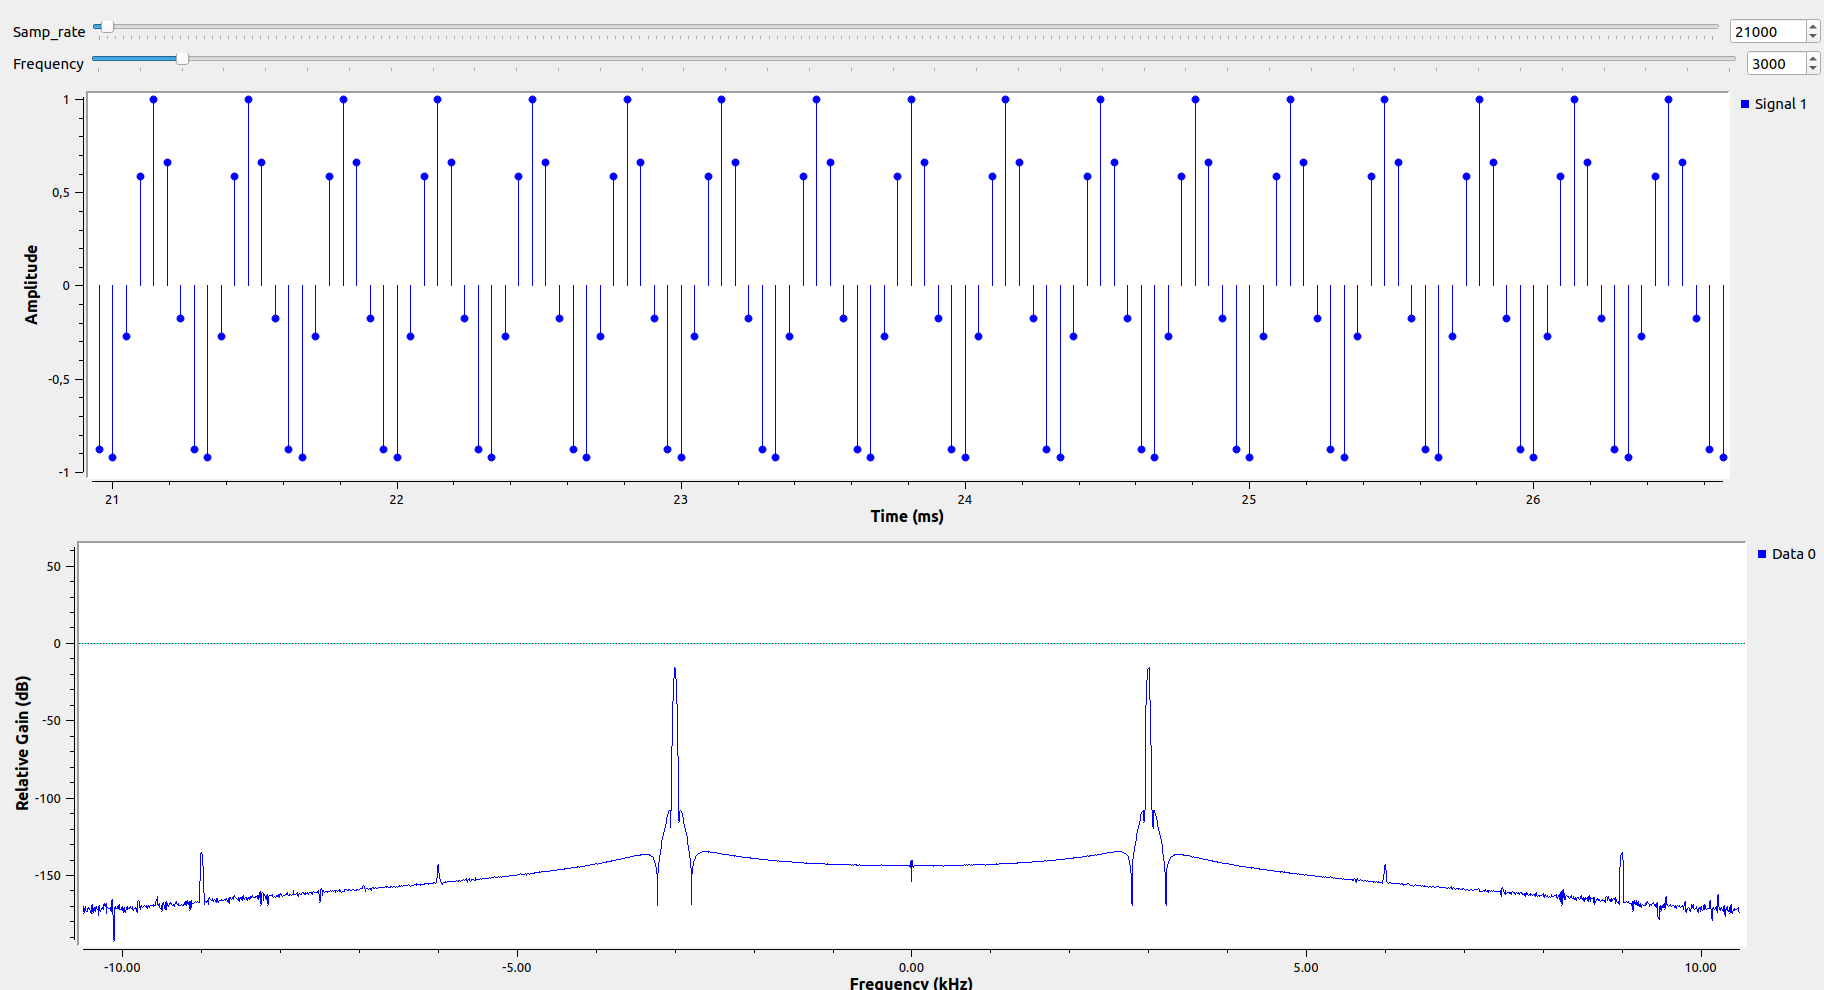 Samp_rate 21000
Frequency 3000
1
0,5
0
-0,5
-1
Amplitude
21 22 23 24 25 26
Time (ms)
Signal 1
50
0
-50
-100
-150
Relative Gain (dB)
-10.00 -5.00 0.00 5.00 10.00
Frequency (kHz)
Data 0